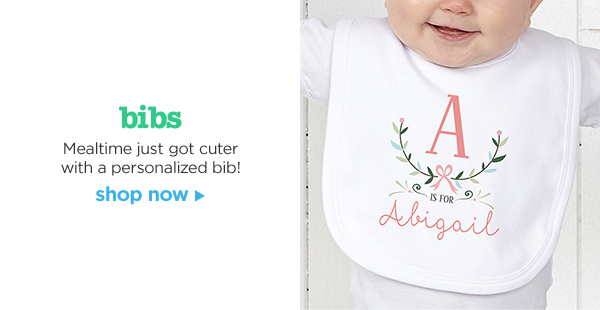 bibs
Mealtime just got cuter
with a personalized bib!
shop now
A
IS FOR
Abigail